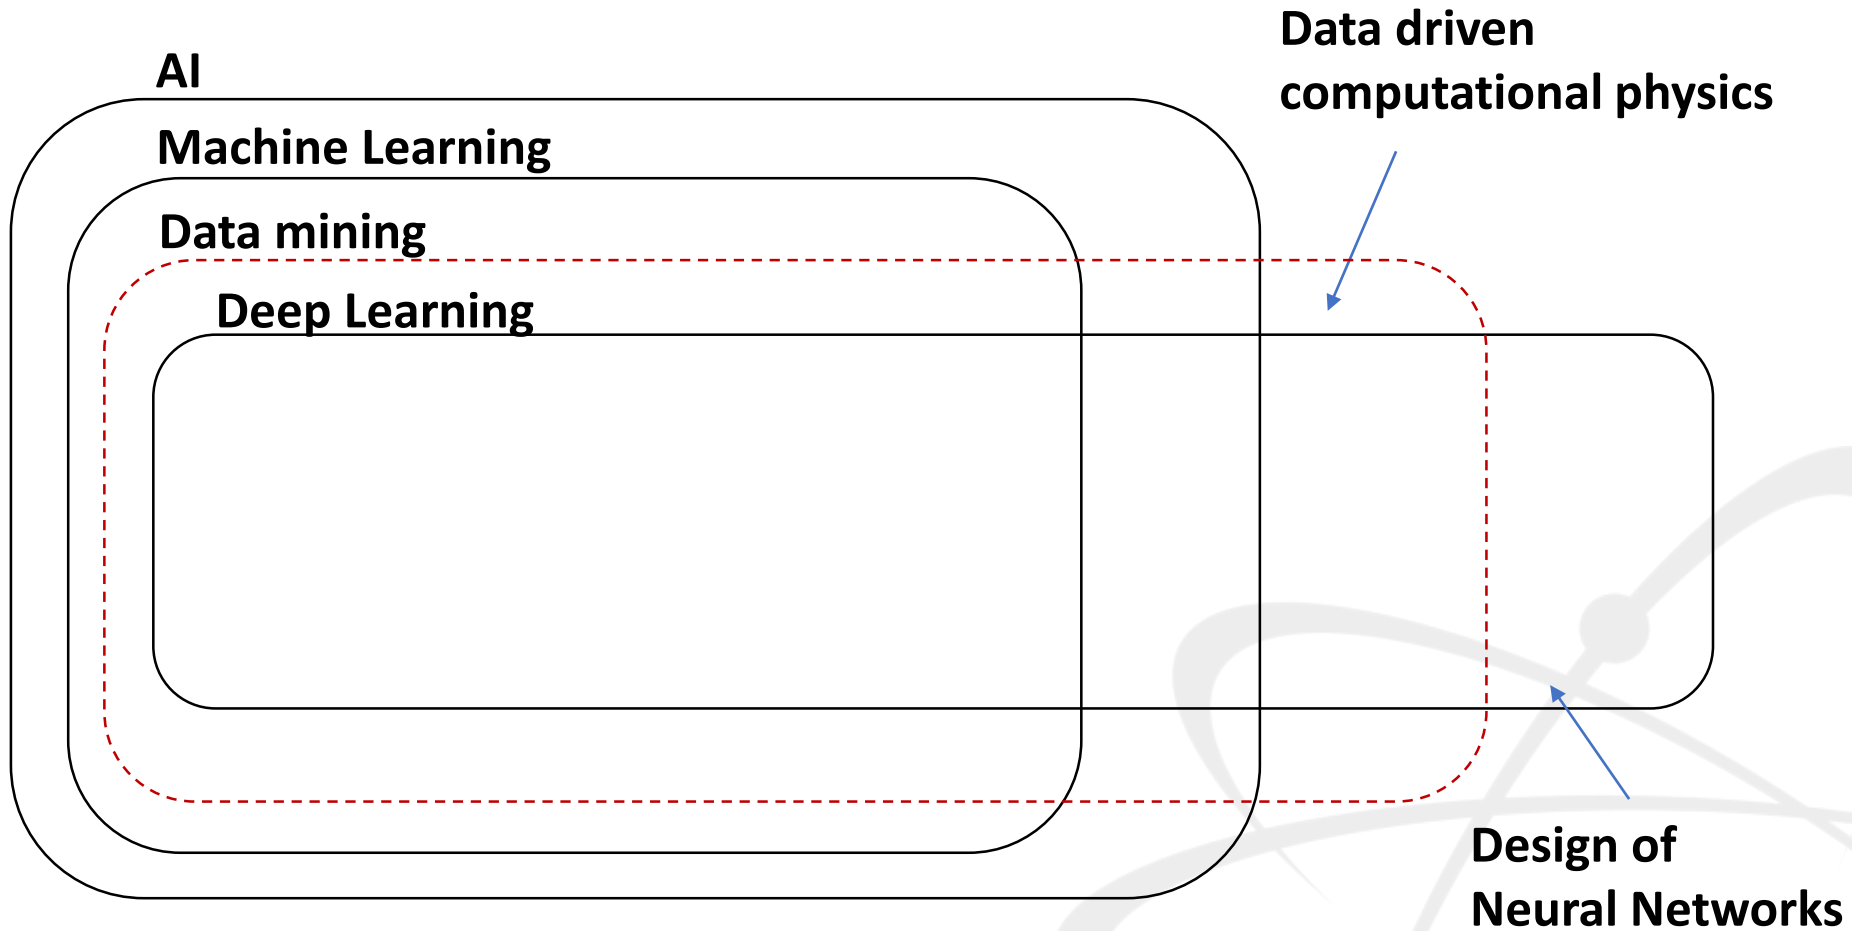 AI
Data driven
computational physics
Machine Learning
Data mining
Deep Learning
Design of
Neural Networks